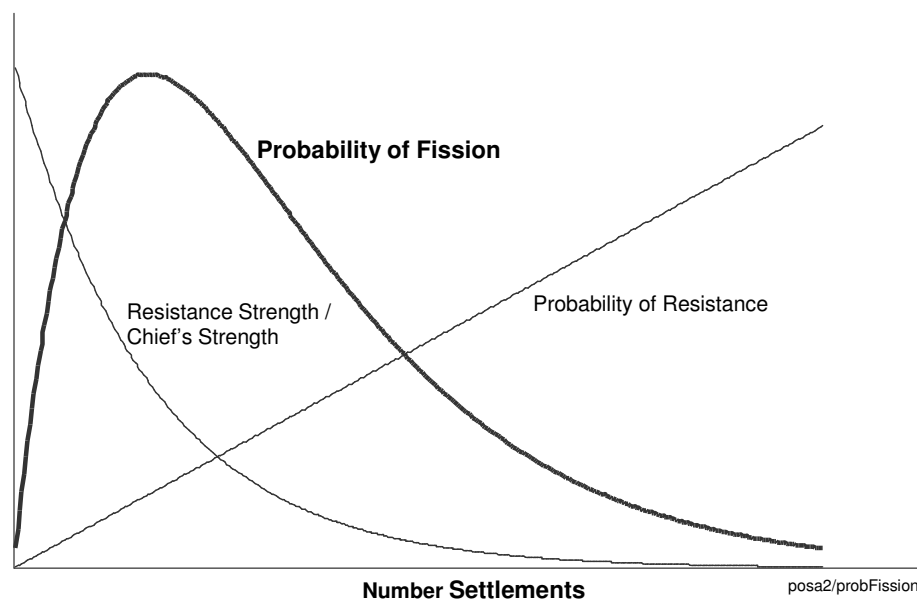 Probability of Fission
Resistance Strength /
Chief's Strength
Probability of Resistance
Number Settlements
posa2/probFission